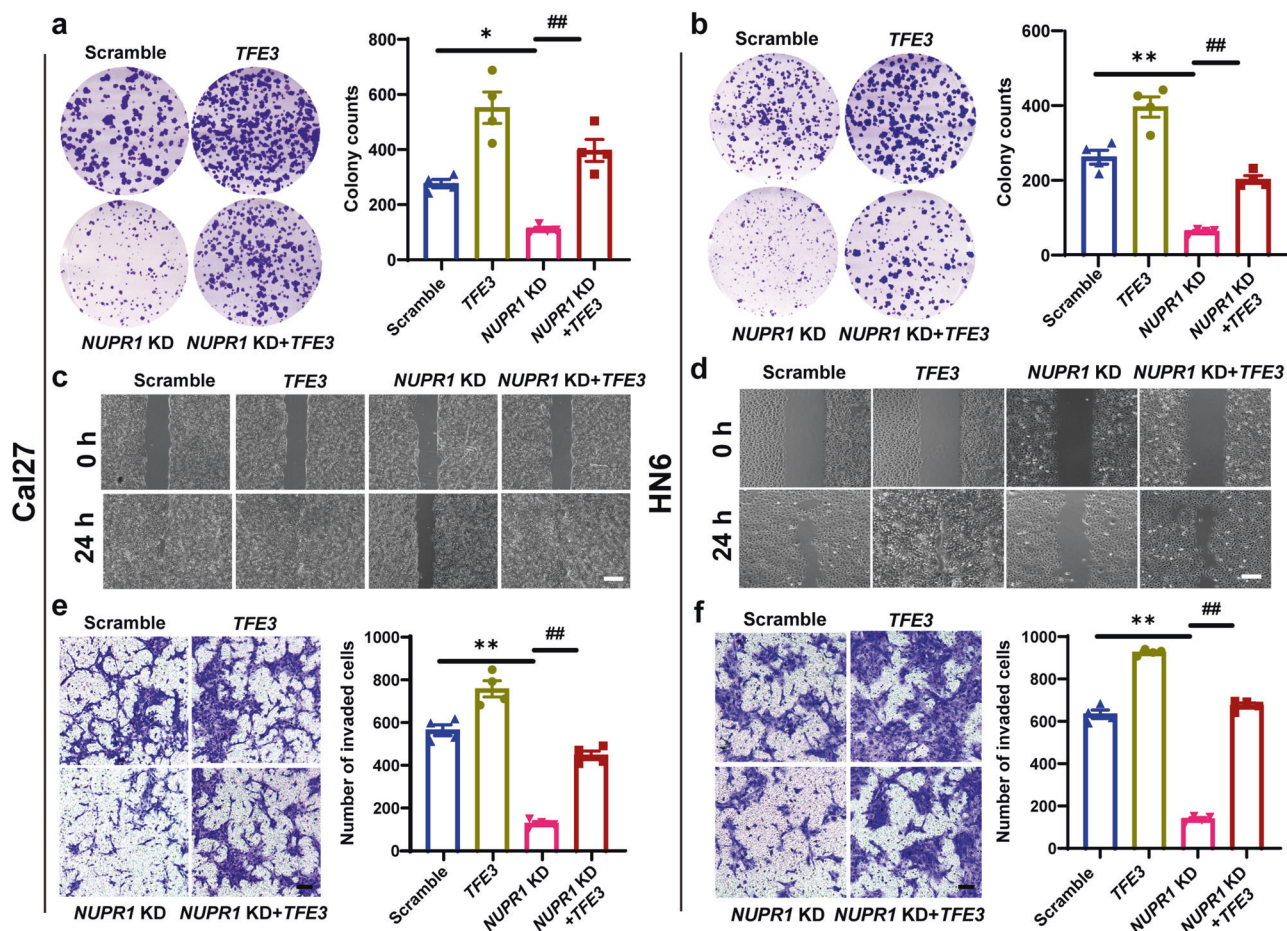 a
Scramble
TFE3
NUPR1 KD
NUPR1 KD+TFE3
Colony counts
800
600
400
200
0
*
##
Scramble
TFE3
NUPR1 KD
NUPR1 KD
+TFE3
b
Scramble
TFE3
NUPR1 KD
NUPR1 KD+TFE3
Colony counts
600
400
200
0
**
##
Scramble
TFE3
NUPR1 KD
NUPR1 KD
+TFE3
Cal27
c
Scramble
TFE3
NUPR1 KD
NUPR1 KD+TFE3
0 h
24 h
HN6
d
Scramble
TFE3
NUPR1 KD
NUPR1 KD+TFE3
0 h
24 h
e
Scramble
TFE3
NUPR1 KD
NUPR1 KD+TFE3
Number of invaded cells
1000
800
600
400
200
0
**
##
Scramble
TFE3
NUPR1 KD
NUPR1 KD
+TFE3
f
Scramble
TFE3
NUPR1 KD
NUPR1 KD+TFE3
Number of invaded cells
1000
800
600
400
200
0
**
##
Scramble
TFE3
NUPR1 KD
NUPR1 KD
+TFE3